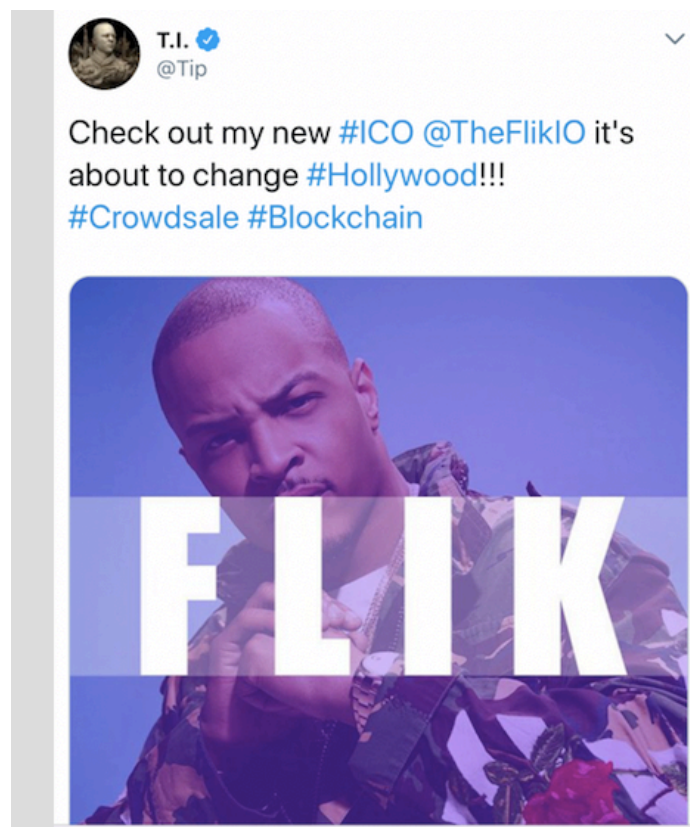 T.I.
@Tip
Check out my new #ICO @TheFlikIO it's
about to change #Hollywood!!!
#Crowdsale #Blockchain
FLIK